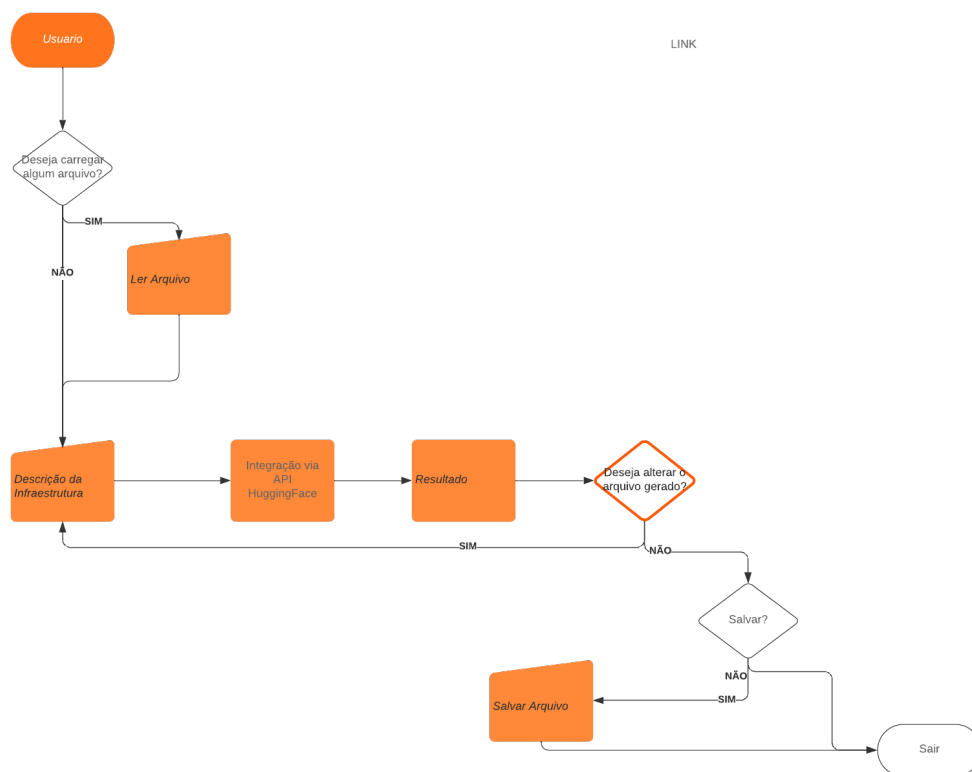 Usuario
LINK
Deseja carregar
algum arquivo?
SIM
NÃO
Ler Arquivo
Descrição da
Infraestrutura
Integração via
API
HuggingFace
Resultado
Deseja alterar o
arquivo gerado?
SIM
NÃO
Salvar?
NÃO
SIM
Salvar Arquivo
Sair